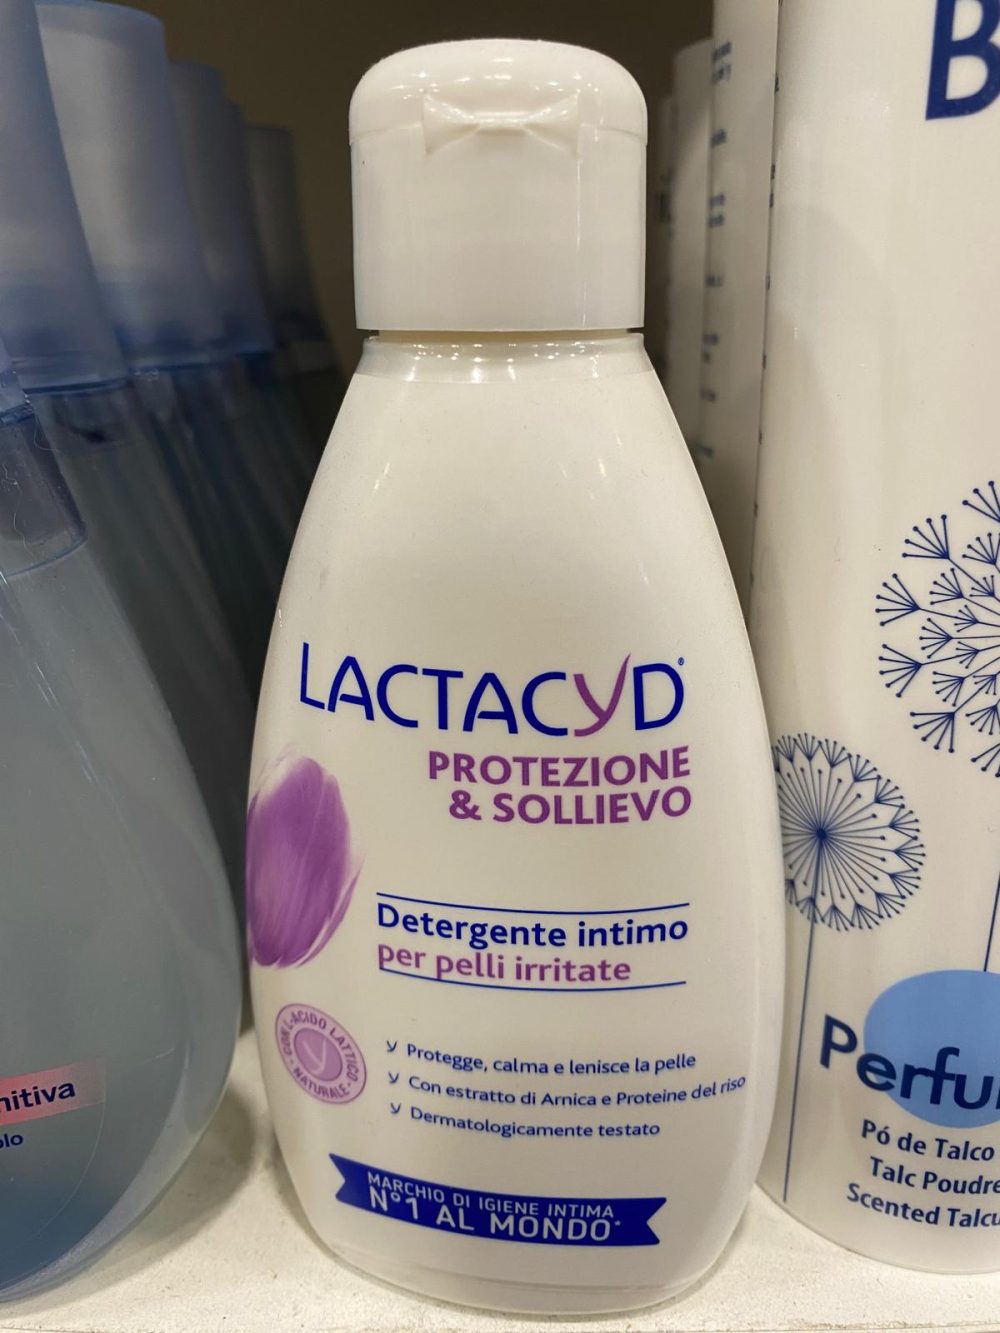 LACTACYD®
PROTEZIONE
& SOLLIEVO
Detergente intimo
per pelli irritate
CON L-ACIDO LATTICO
NATURALE
Protegge, calma e lenisce la pelle
Con estratto di Arnica e Proteine del riso
Dermatologicamente testato
MARCHIO DI IGIENE INTIMA
N°1 AL MONDO*
nitiva
olo
B
Perfu
Pó de Talco
Talc Poudre
Scented Talcu